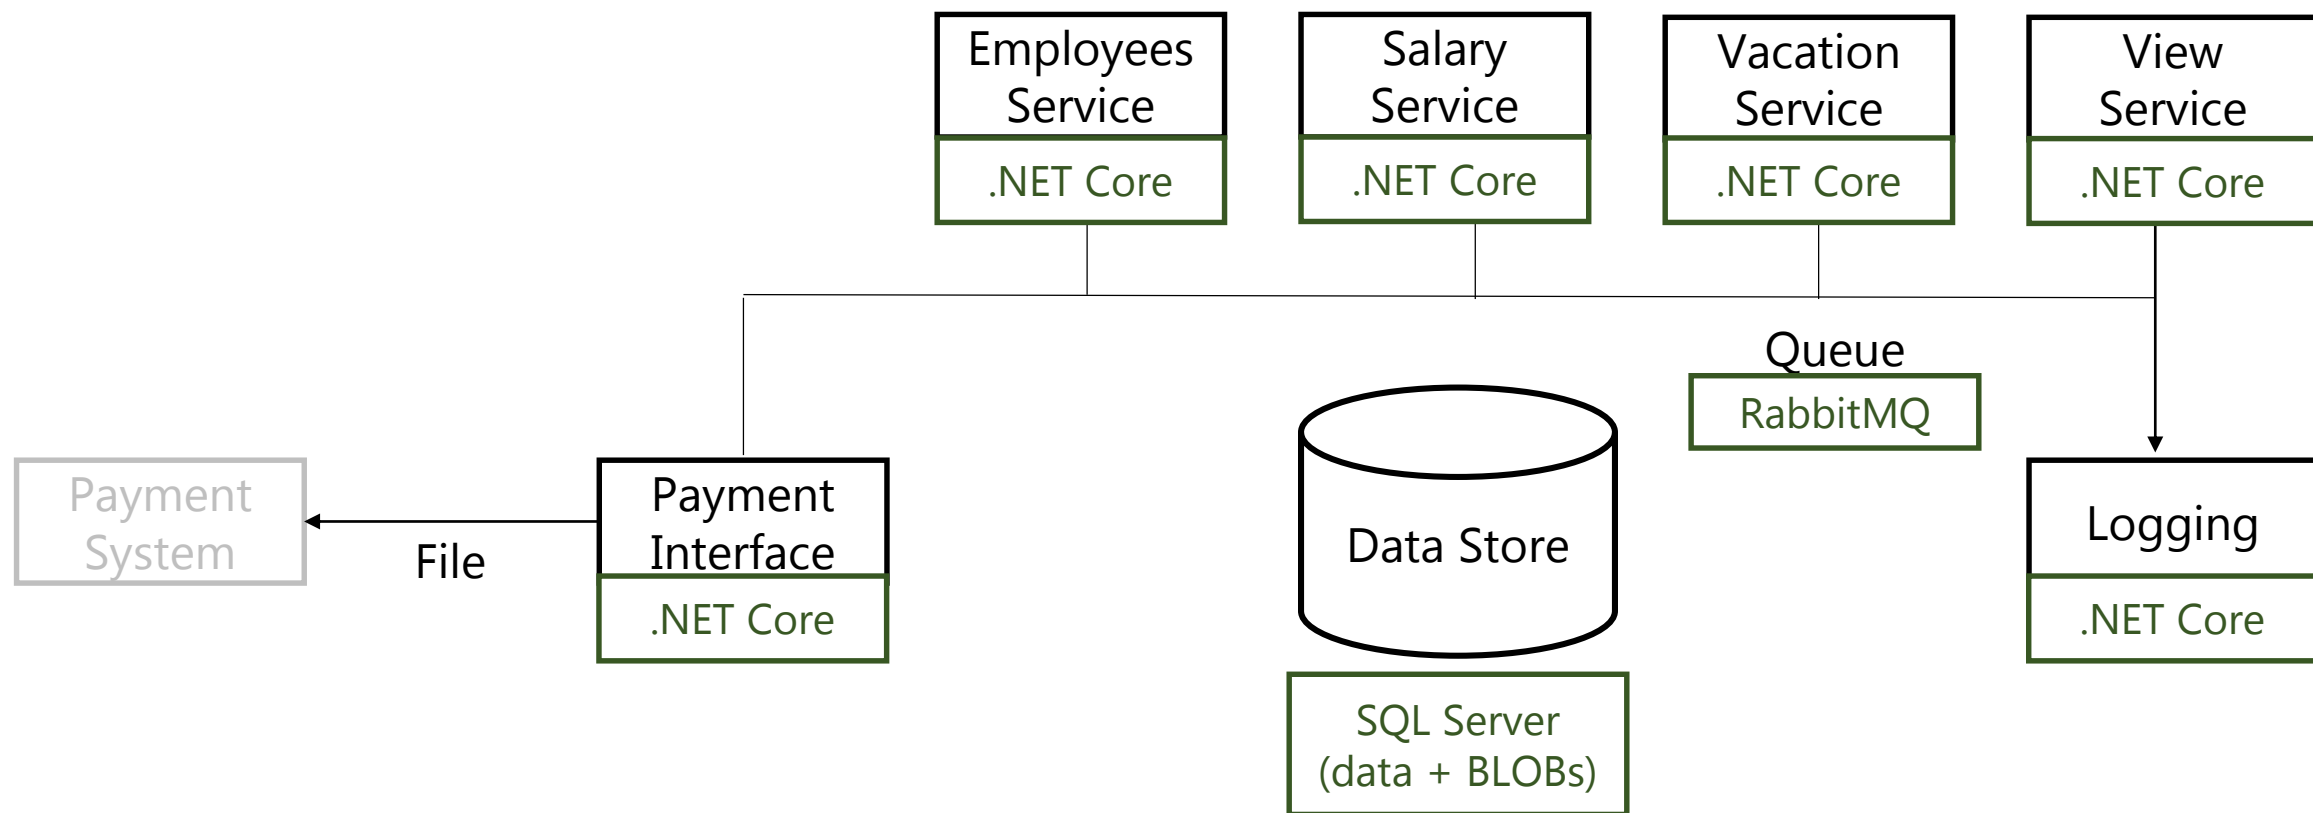 Employees
Service
.NET Core
Salary
Service
.NET Core
Vacation
Service
.NET Core
View
Service
.NET Core
Queue
RabbitMQ
Payment
System
File
Payment
Interface
.NET Core
Data Store
SQL Server
(data + BLOBs)
Logging
.NET Core